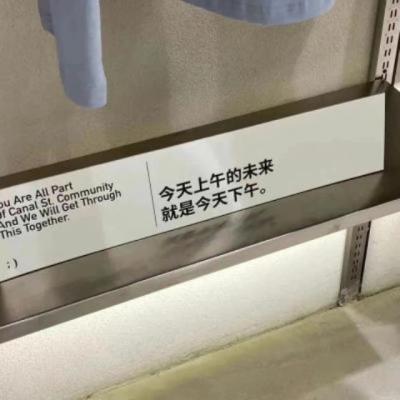 ou Are All Part
Of Canal St. Community
And We Will Get Through
This Together.
;)
今天上午的未来
就是今天下午。